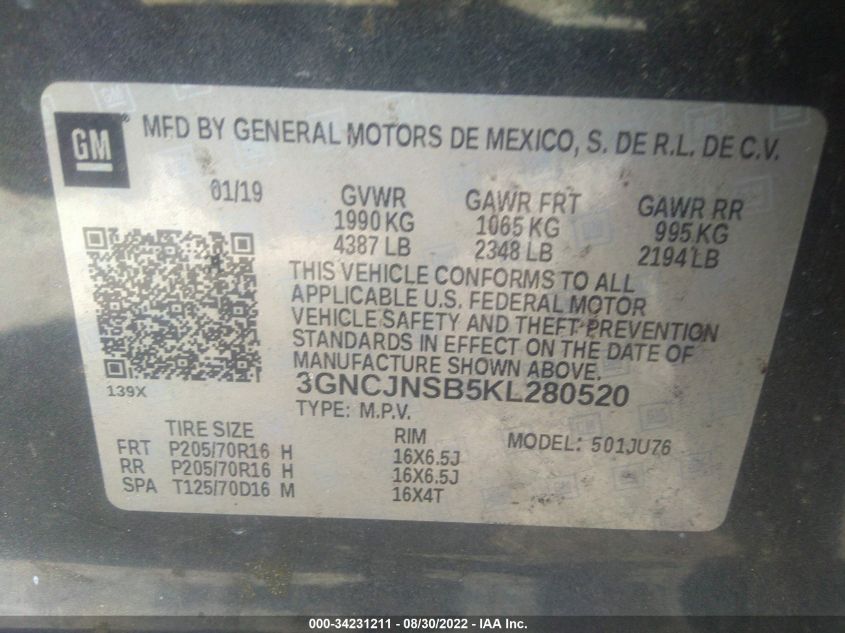 GM® MFD BY GENERAL MOTORS DE MEXICO, S. DE R.L. DE C.V.
01/19 GVWR GAWR FRT GAWR RR
1990 KG 1065 KG 995 KG
4387 LB 2348 LB 2194 LB
THIS VEHICLE CONFORMS TO ALL
APPLICABLE U.S. FEDERAL MOTOR
VEHICLE SAFETY AND THEFT PREVENTION
STANDARDS IN EFFECT ON THE DATE OF
MANUFACTURE SHOWN ABOVE.
139X 3GNCJNSB5KL280520
TYPE: M.P.V.
TIRE SIZE RIM MODEL: 501JU76
FRT P205/70R16 H 16X6.5J
RR P205/70R16 H 16X6.5J
SPA T125/70D16 M 16X4T
000-34231211 - 08/30/2022 - IAA Inc.